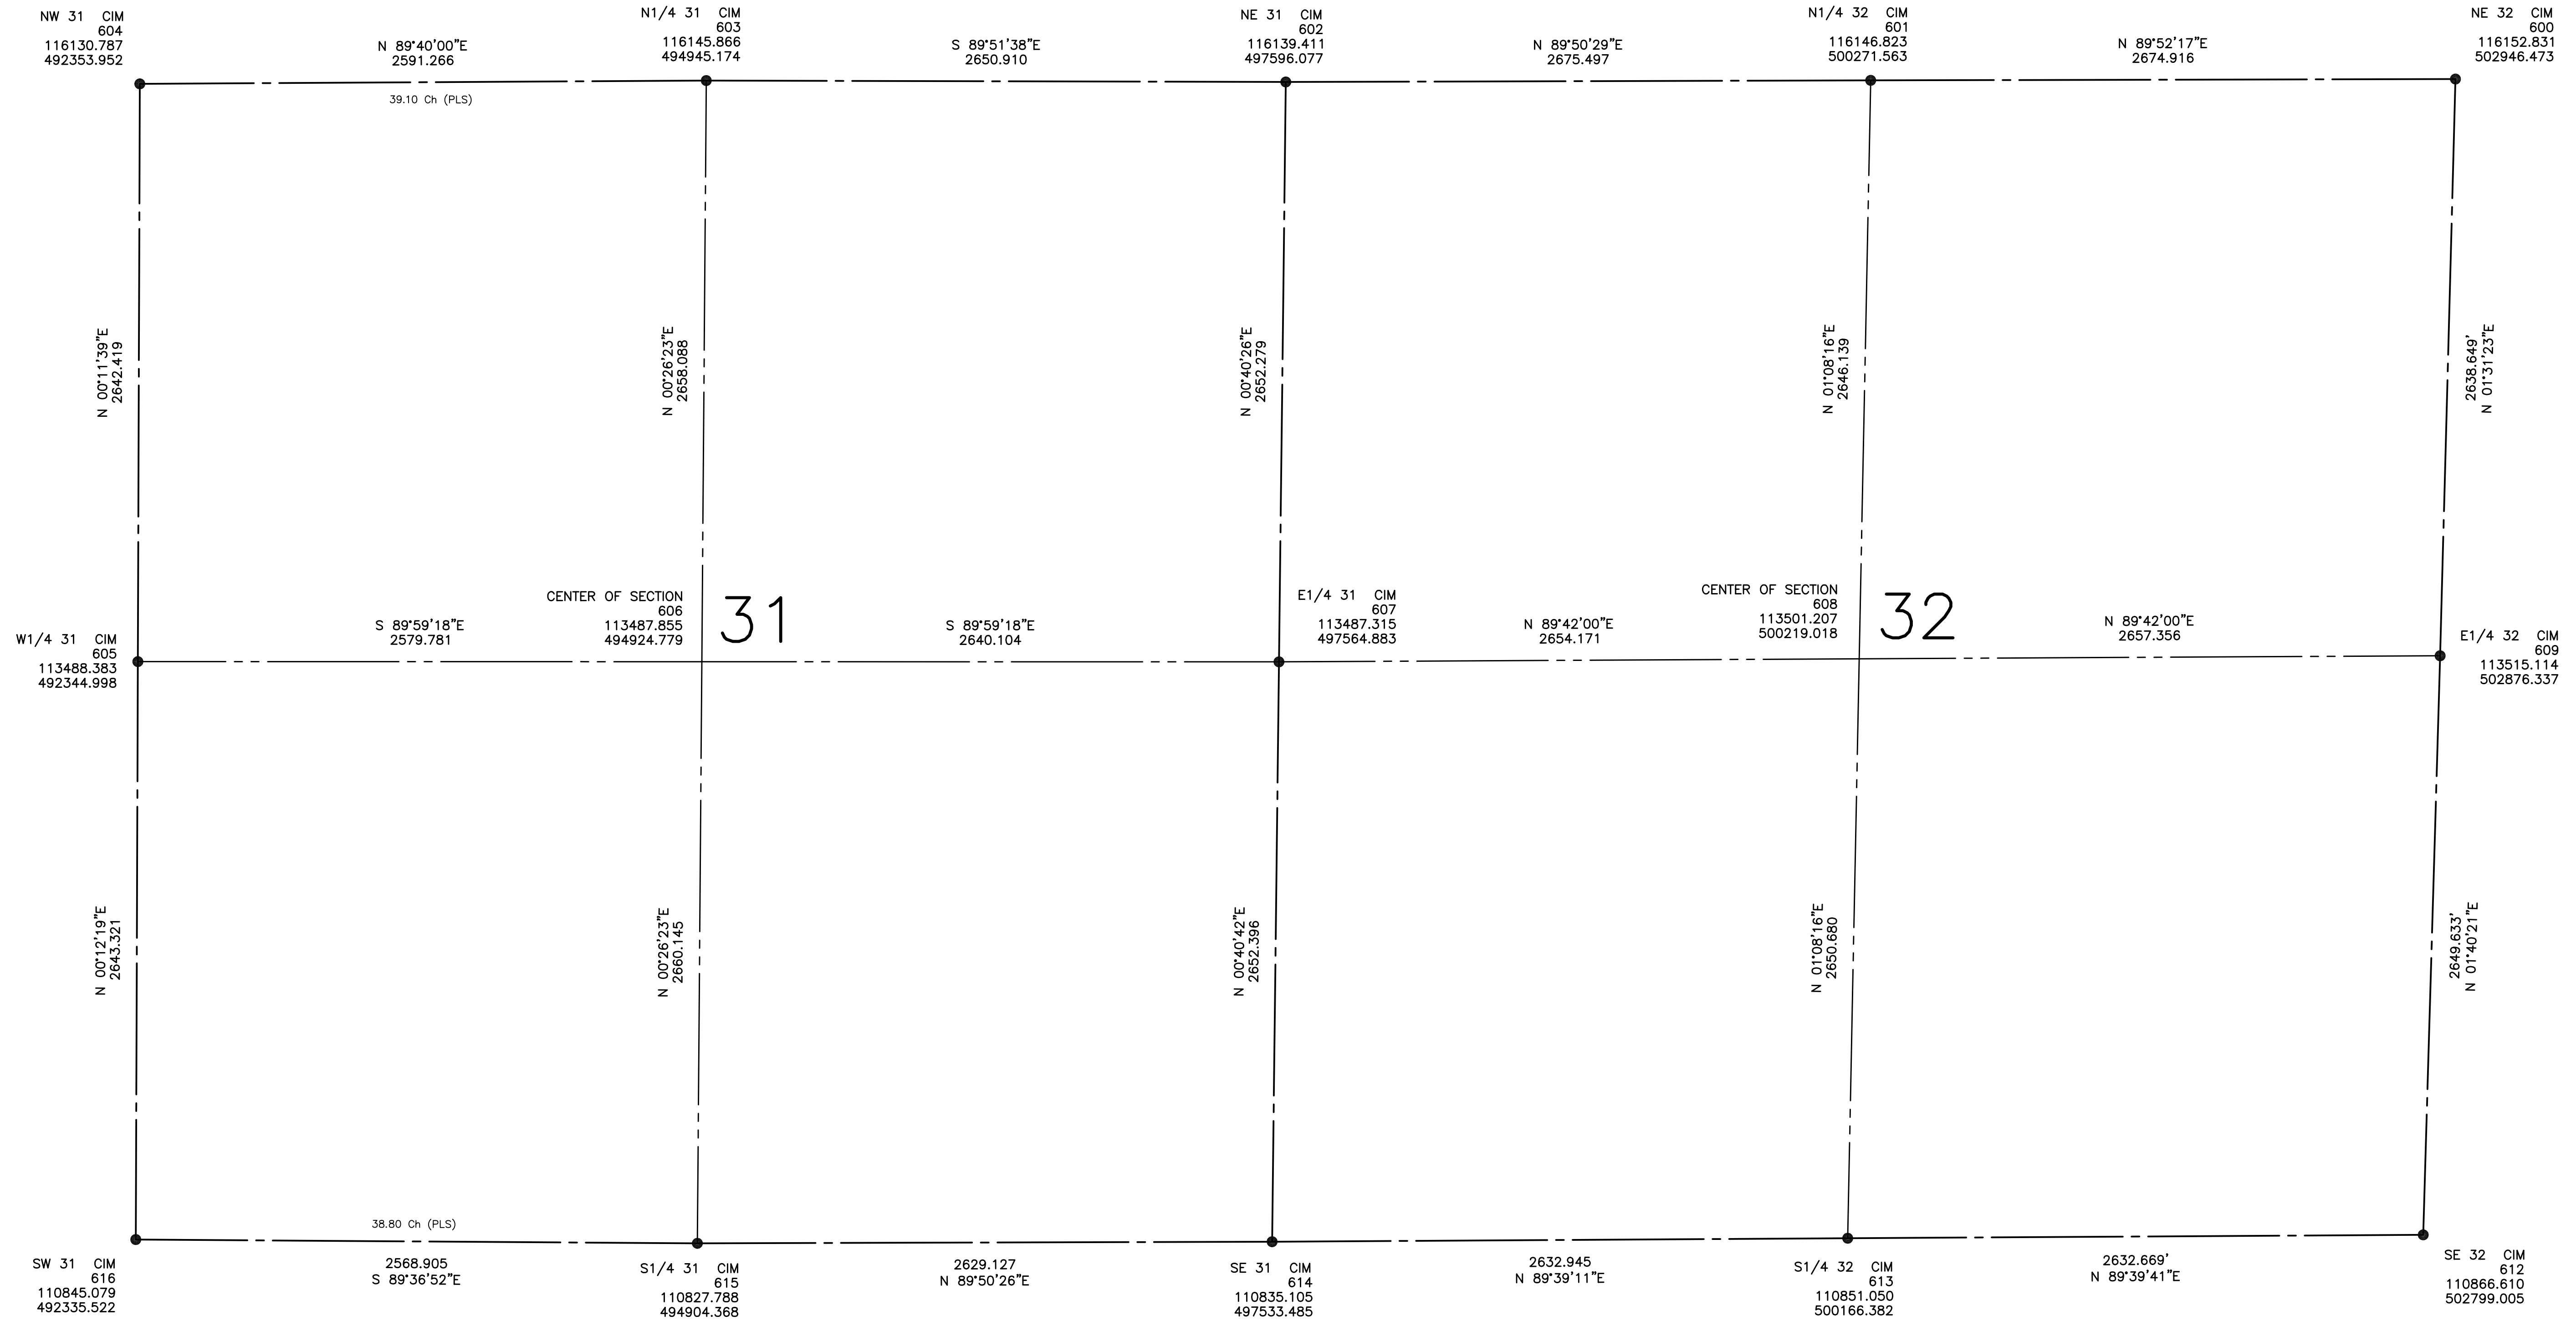 NW 31 CIM
604
116130.787
492353.952
N 89°40'00"E
2591.266
39.10 Ch (PLS)
N1/4 31 CIM
603
116145.866
494945.174
S 89°51'38"E
2650.910
NE 31 CIM
602
116139.411
497596.077
N 89°50'29"E
2675.497
N1/4 32 CIM
601
116146.823
500271.563
N 89°52'17"E
2674.916
NE 32 CIM
600
116152.831
502946.473
N 00°11'39"E
2642.419
N 00°26'23"E
2658.088
N 00°40'26"E
2652.279
N 01°08'16"E
2646.139
2638.649'
N 01°31'23"E
W1/4 31 CIM
605
113488.383
492344.998
S 89°59'18"E
2579.781
CENTER OF SECTION
606
113487.855
494924.779
31
S 89°59'18"E
2640.104
E1/4 31 CIM
607
113487.315
497564.883
N 89°42'00"E
2654.171
CENTER OF SECTION
608
113501.207
500219.018
32
N 89°42'00"E
2657.356
E1/4 32 CIM
609
113515.114
502876.337
N 00°12'19"E
2643.321
N 00°26'23"E
2660.145
N 00°40'42"E
2652.396
N 01°08'16"E
2650.680
2649.633'
N 01°40'21"E
SW 31 CIM
616
110845.079
492335.522
38.80 Ch (PLS)
2568.905
S 89°36'52"E
S1/4 31 CIM
615
110827.788
494904.368
2629.127
N 89°50'26"E
SE 31 CIM
614
110835.105
497533.485
2632.945
N 89°39'11"E
S1/4 32 CIM
613
110851.050
500166.382
2632.669'
N 89°39'41"E
SE 32 CIM
612
110866.610
502799.005